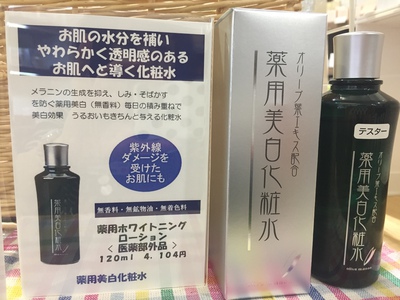 お肌の水分を補い
やわらかく透明感のある
お肌へと導く化粧水
メラニンの生成を抑え、しみ・そばかす
を防ぐ薬用美白（無香料）毎日の積み重ねで
美白効果 うるおいもきちんと与える化粧水
紫外線
ダメージを
受けた
お肌にも
薬用美白化粧水
無香料・無鉱物油・無着色料
薬用ホワイトニング
ローション
＜医薬部外品＞
120ml 4,104円
薬用美白化粧水
オリーブ葉エキス配合
薬用美白化粧水
テスター
オリーブ葉エキス配合
薬用美白化粧水